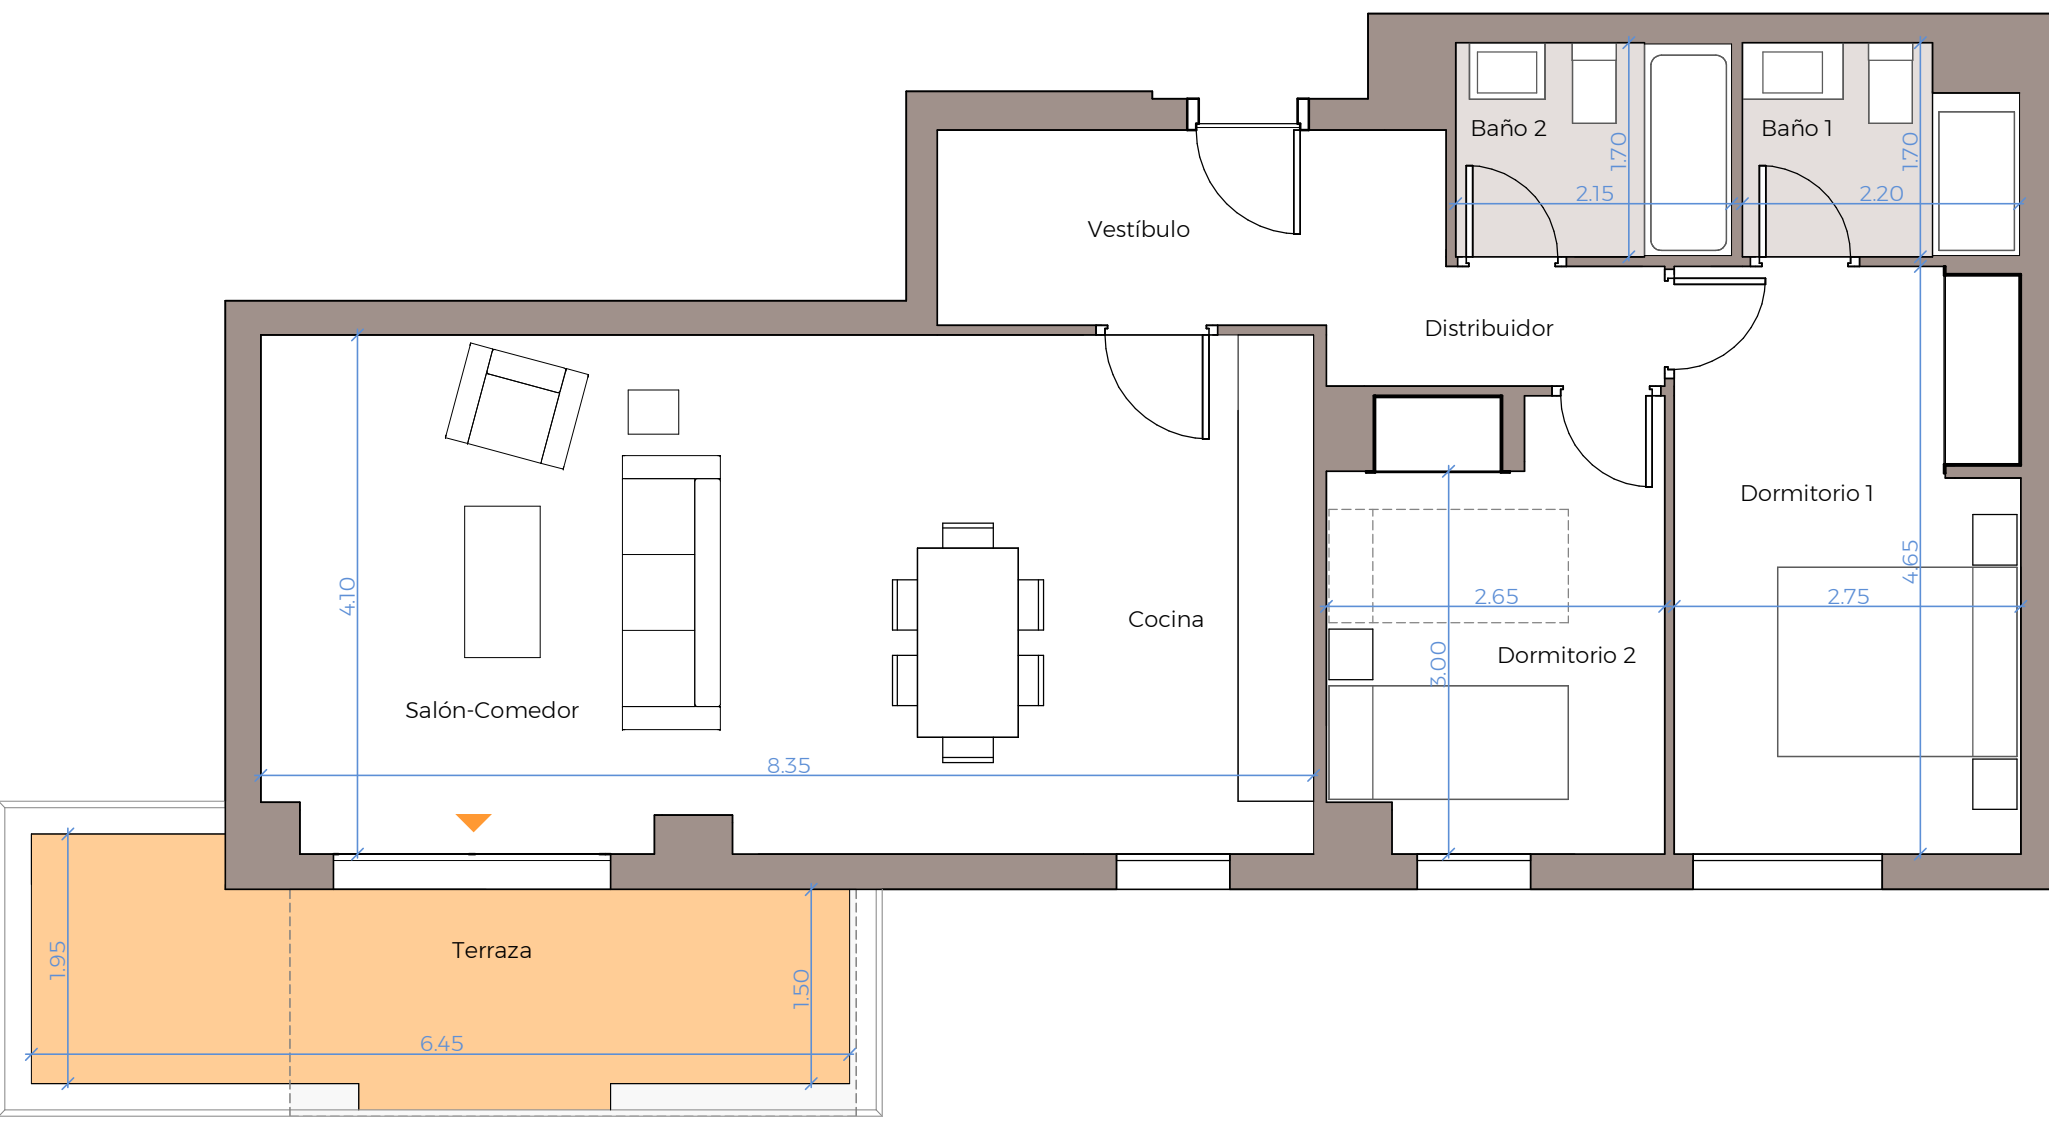 Baño 2
Baño 1
1.70
1.70
2.15
2.20
Vestíbulo
Distribuidor
Dormitorio 1
4.10
4.65
2.65
2.75
Cocina
3.00
Dormitorio 2
Salón-Comedor
8.35
Terraza
1.95
1.50
6.45